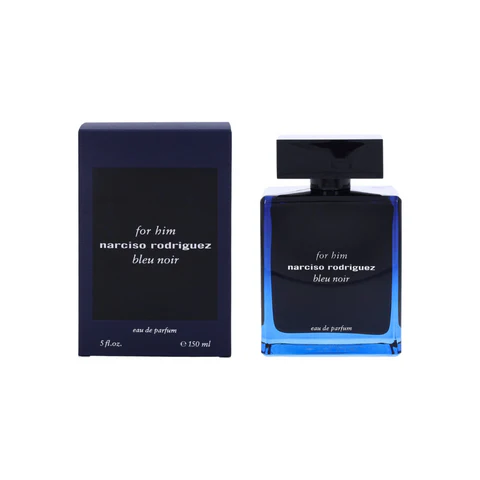 for him
narciso rodriguez
bleu noir
eau de parfum
5 fl.oz. ℮ 150 ml
for him
narciso rodriguez
bleu noir
eau de parfum